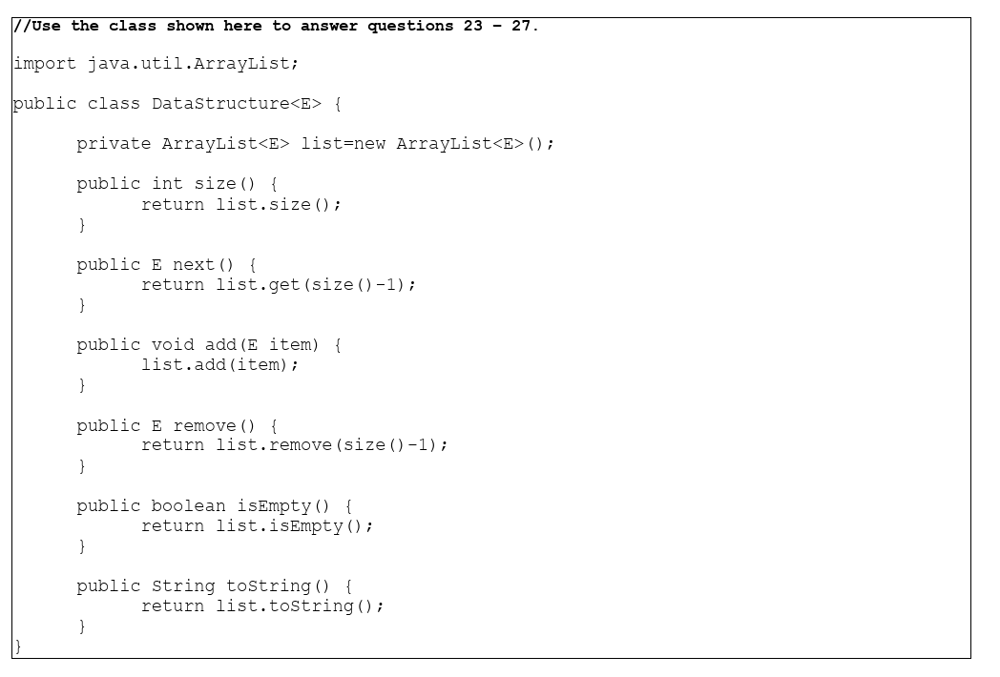 //Use the class shown here to answer questions 23 – 27.
import java.util.ArrayList;
public class DataStructure<E> {
private ArrayList<E> list=new ArrayList<E>();
public int size() {
return list.size();
}
public E next() {
return list.get(size()-1);
}
public void add(E item) {
list.add(item);
}
public E remove() {
return list.remove(size()-1);
}
public boolean isEmpty() {
return list.isEmpty();
}
public String toString() {
return list.toString();
}
}